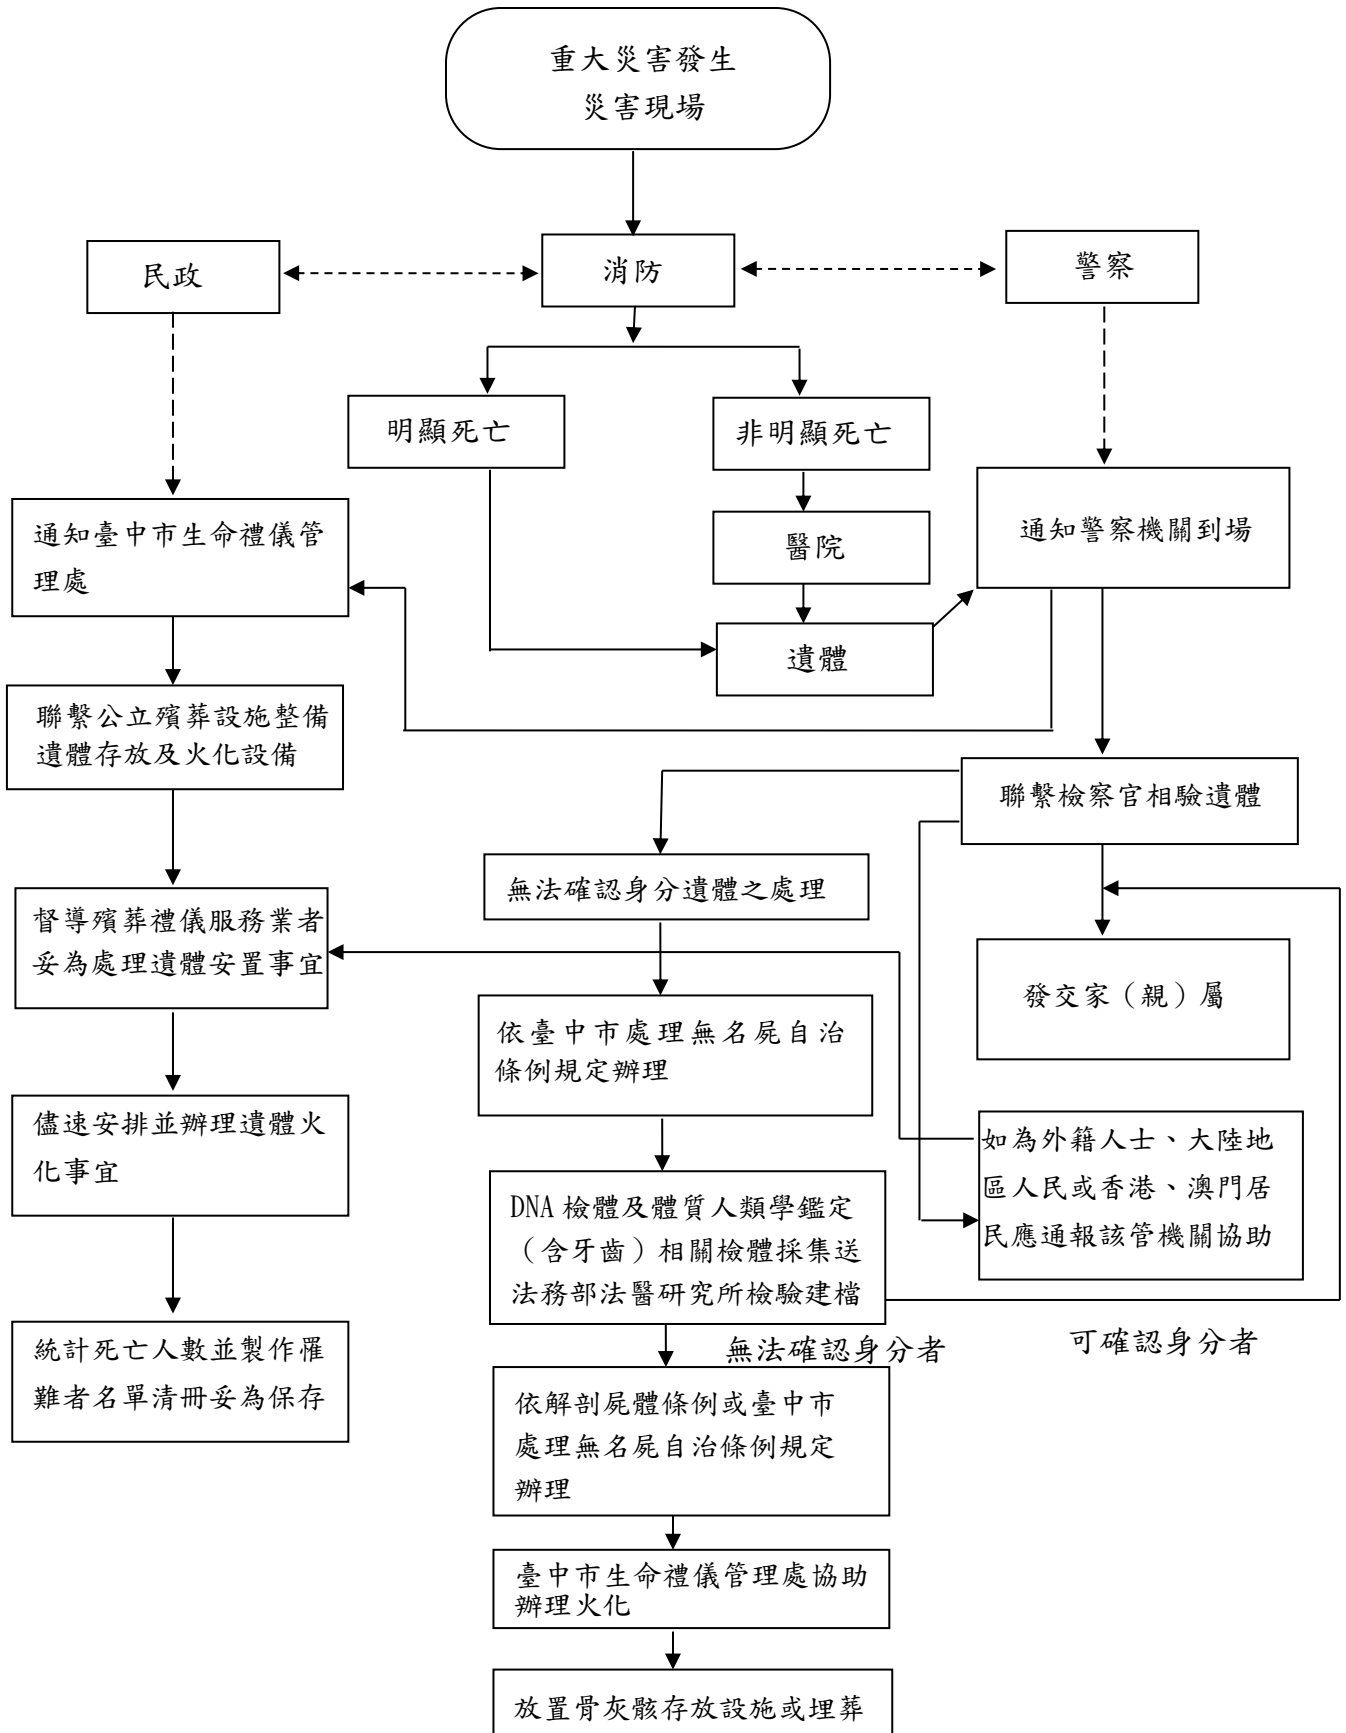 重大災害發生
災害現場
民政
消防
警察
明顯死亡
非明顯死亡
通知臺中市生命禮儀管
理處
醫院
通知警察機關到場
遺體
聯繫公立殯葬設施整備
遺體存放及火化設備
聯繫檢察官相驗遺體
無法確認身分遺體之處理
督導殯葬禮儀服務業者
妥為處理遺體安置事宜
發交家（親）屬
依臺中市處理無名屍自治
條例規定辦理
儘速安排並辦理遺體火
化事宜
如為外籍人士、大陸地
區人民或香港、澳門居
民應通報該管機關協助
DNA 檢體及體質人類學鑑定
（含牙齒）相關檢體採集送
法務部法醫研究所檢驗建檔
無法確認身分者
可確認身分者
統計死亡人數並製作罹
難者名單清冊妥為保存
依解剖屍體條例或臺中市
處理無名屍自治條例規定
辦理
臺中市生命禮儀管理處協助
辦理火化
放置骨灰骸存放設施或埋葬